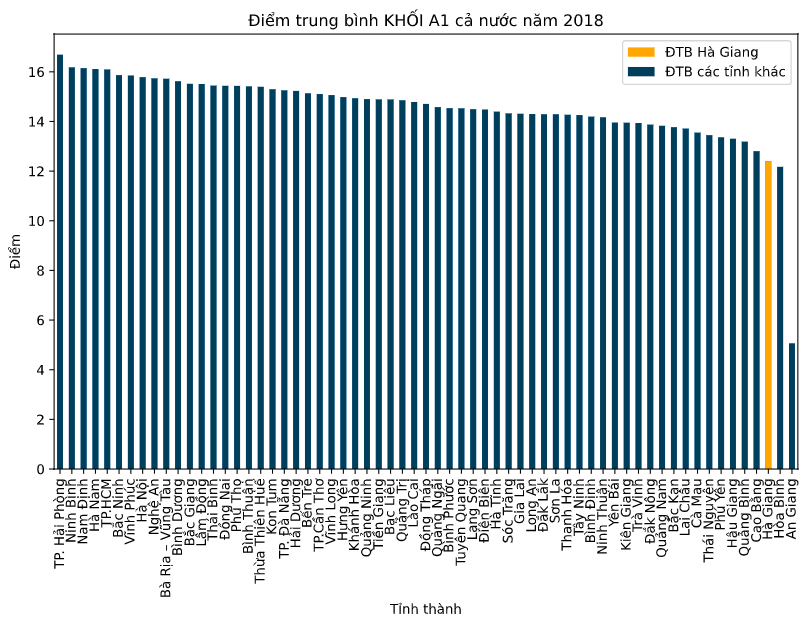 Điểm trung bình KHỐI A1 cả nước năm 2018
ĐTB Hà Giang
ĐTB các tỉnh khác
16
14
12
10
8
6
4
2
0
Điểm
TP. Hải Phòng
Ninh Bình
Nam Định
Hà Nam
TP.HCM
Bắc Ninh
Vĩnh Phúc
Hà Nội
Nghệ An
Bà Rịa – Vũng Tàu
Bình Dương
Bắc Giang
Lâm Đồng
Thái Bình
Đồng Nai
Phú Thọ
Bình Thuận
Thừa Thiên Huế
Kon Tum
TP. Đà Nẵng
Hải Dương
Bến Tre
TP.Cần Thơ
Vĩnh Long
Hưng Yên
Khánh Hòa
Quảng Ninh
Tiền Giang
Bạc Liêu
Quảng Trị
Lào Cai
Đồng Tháp
Quảng Ngãi
Bình Phước
Tuyên Quang
Lạng Sơn
Điện Biên
Hà Tĩnh
Sóc Trăng
Gia Lai
Long An
Đắk Lắk
Sơn La
Thanh Hóa
Tây Ninh
Bình Định
Ninh Thuận
Yên Bái
Kiên Giang
Trà Vinh
Đắk Nông
Quảng Nam
Bắc Kạn
Lai Châu
Cà Mau
Thái Nguyên
Phú Yên
Hậu Giang
Quảng Bình
Cao Bằng
Hà Giang
Hòa Bình
An Giang
Tỉnh thành